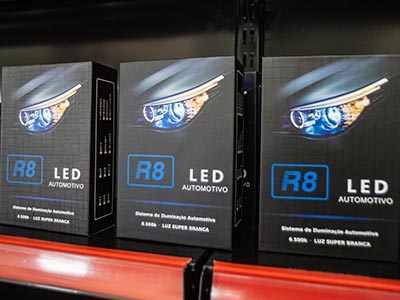 R8 LED
AUTOMOTIVO
Sistema de Iluminação Automotiva
6.500k - LUZ SUPER BRANCA
R8 LED
AUTOMOTIVO
Sistema de Iluminação Automotiva
6.500k - LUZ SUPER BRANCA
R8 LED
AUTOMOTIVO
Sistema de Iluminação Automotiva
6.500k - LUZ SUPER BRANCA